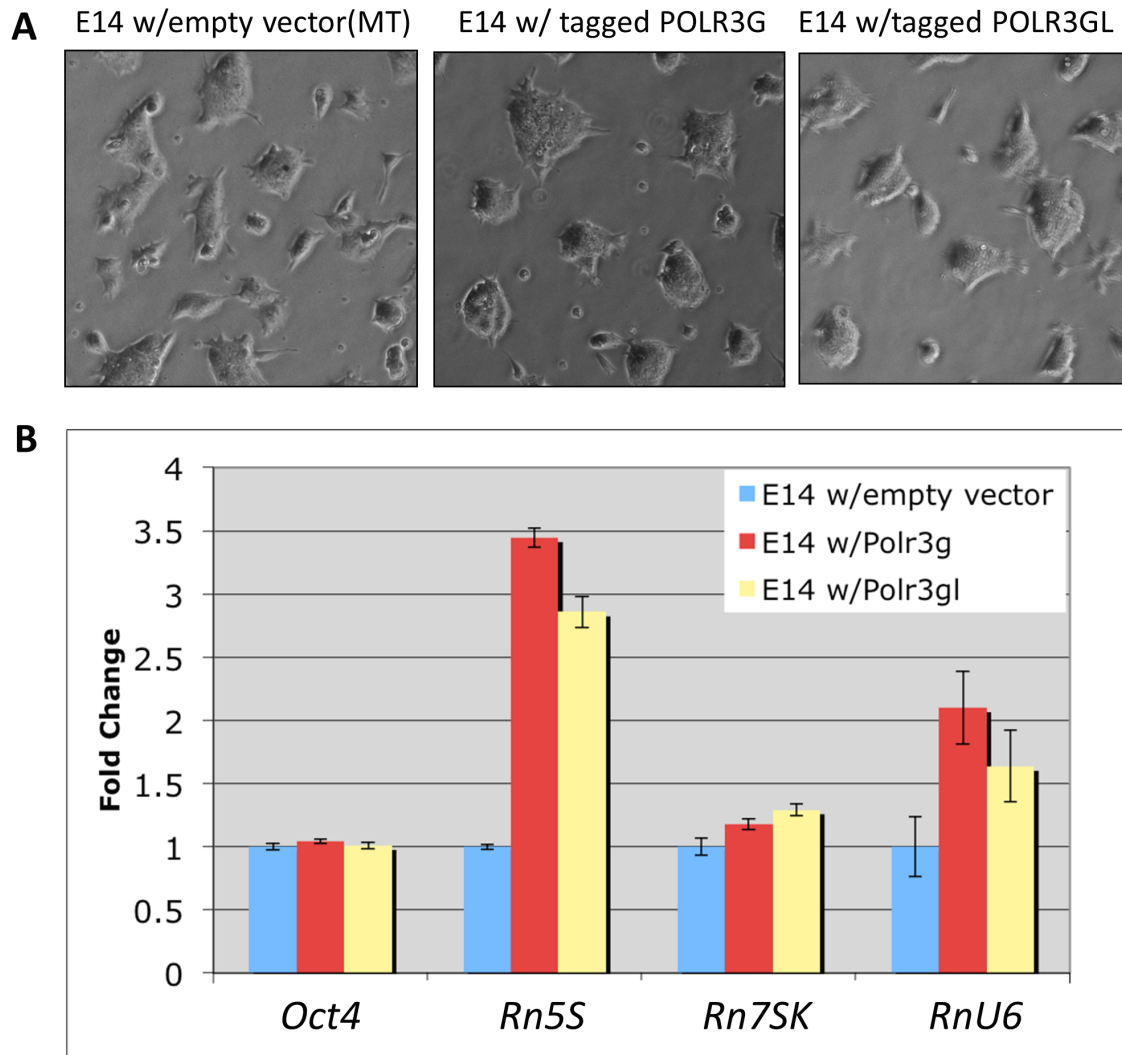 A
E14 w/empty vector(MT)
E14 w/ tagged POLR3G
E14 w/tagged POLR3GL
B
Fold Change
4
3.5
3
2.5
2
1.5
1
0.5
0
E14 w/empty vector
E14 w/Polr3g
E14 w/Polr3gl
Oct4
Rn5S
Rn7SK
RnU6